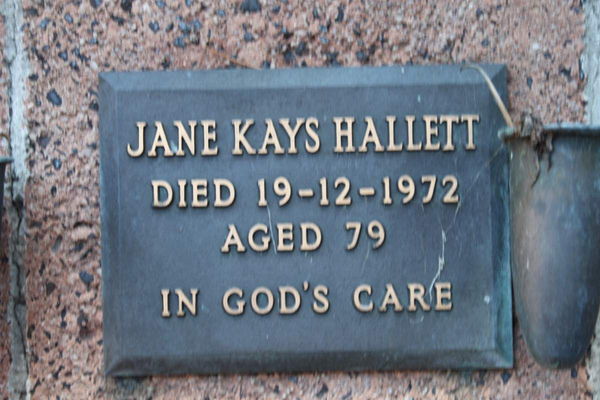 JANE KAYS HALLETT
DIED 19-12-1972
AGED 79
IN GOD'S CARE